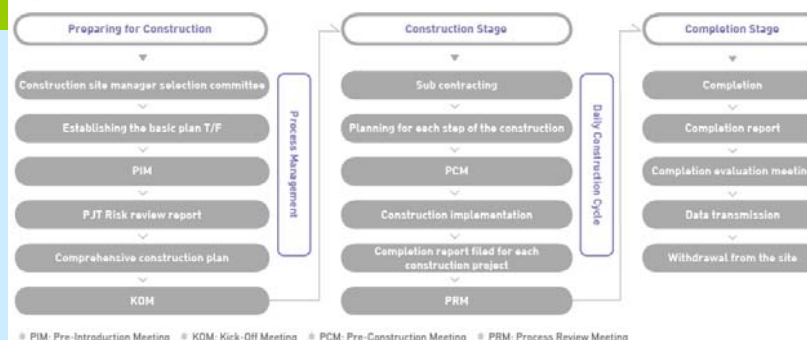 Preparing for Construction
Construction site manager selection committee
Establishing the basic plan T/F
PIM
PJT Risk review report
Comprehensive construction plan
KOM
Process Management
Construction Stage
Sub contracting
Planning for each step of the construction
PCM
Construction implementation
Completion report filed for each
construction project
PRM
Daily Construction Cycle
Completion Stage
Completion
Completion report
Completion evaluation meeting
Data transmission
Withdrawal from the site
PIM: Pre-Introduction Meeting KOM: Kick-Off Meeting PCM: Pre-Construction Meeting PRM: Process Review Meeting